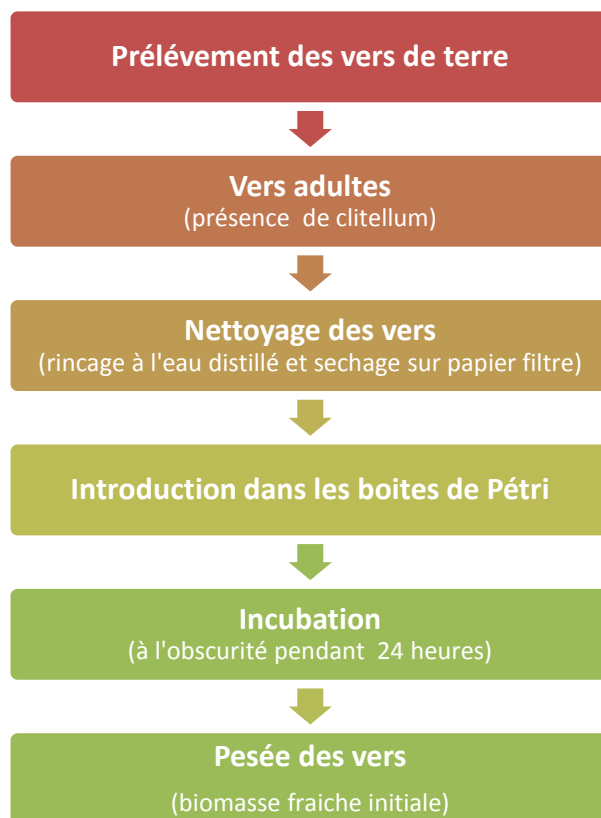 Prélévement des vers de terre
Vers adultes
(présence de clitellum)
Nettoyage des vers
(rincage à l'eau distillé et sechage sur papier filtre)
Introduction dans les boites de Pétri
Incubation
(à l'obscurité pendant 24 heures)
Pesée des vers
(biomasse fraiche initiale)